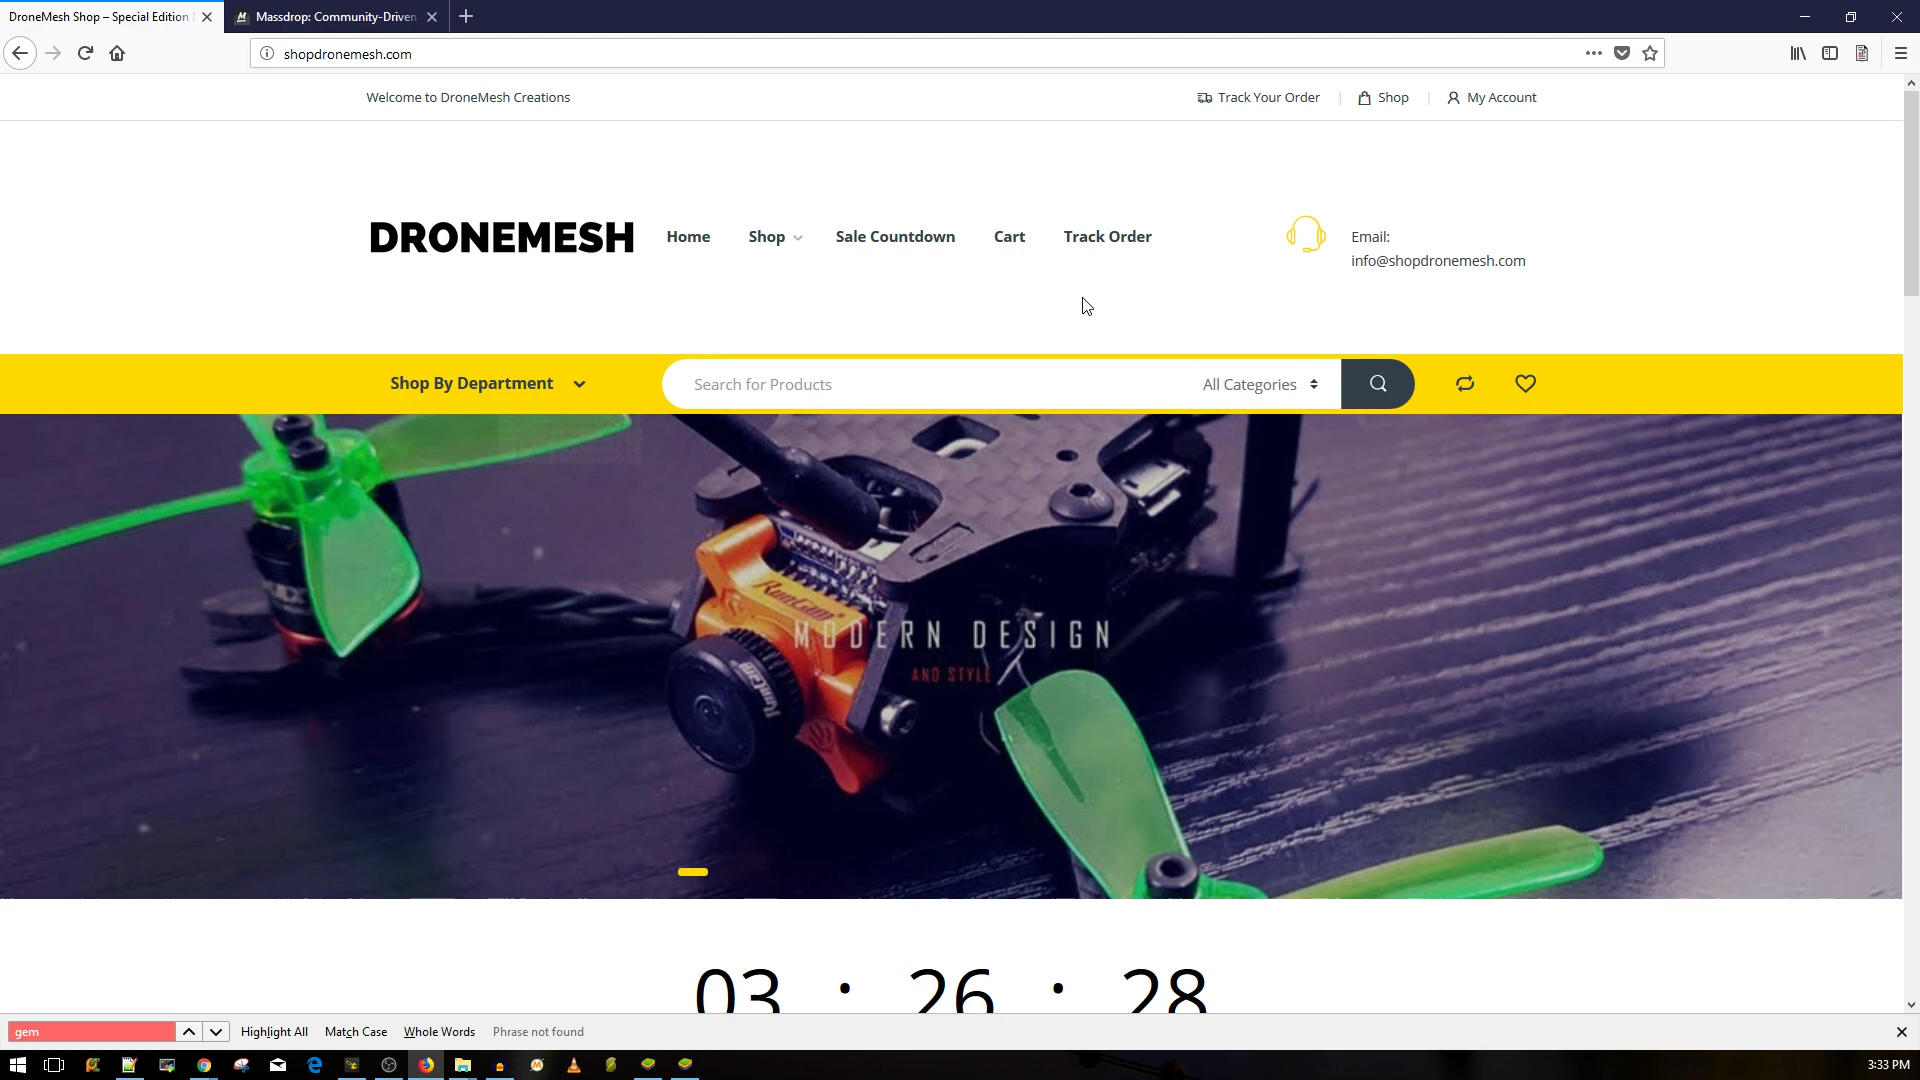 DroneMesh Shop – Special Edition
Massdrop: Community-Driven
shopdronemesh.com
Welcome to DroneMesh Creations
Track Your Order
Shop
My Account
DRONEMESH
Home
Shop
Sale Countdown
Cart
Track Order
Email:
info@shopdronemesh.com
Shop By Department
Search for Products
All Categories
RunCam
RunCam
MODERN DESIGN
AND STYLE
03 : 26 : 28
gem
Highlight All
Match Case
Whole Words
Phrase not found
3:33 PM